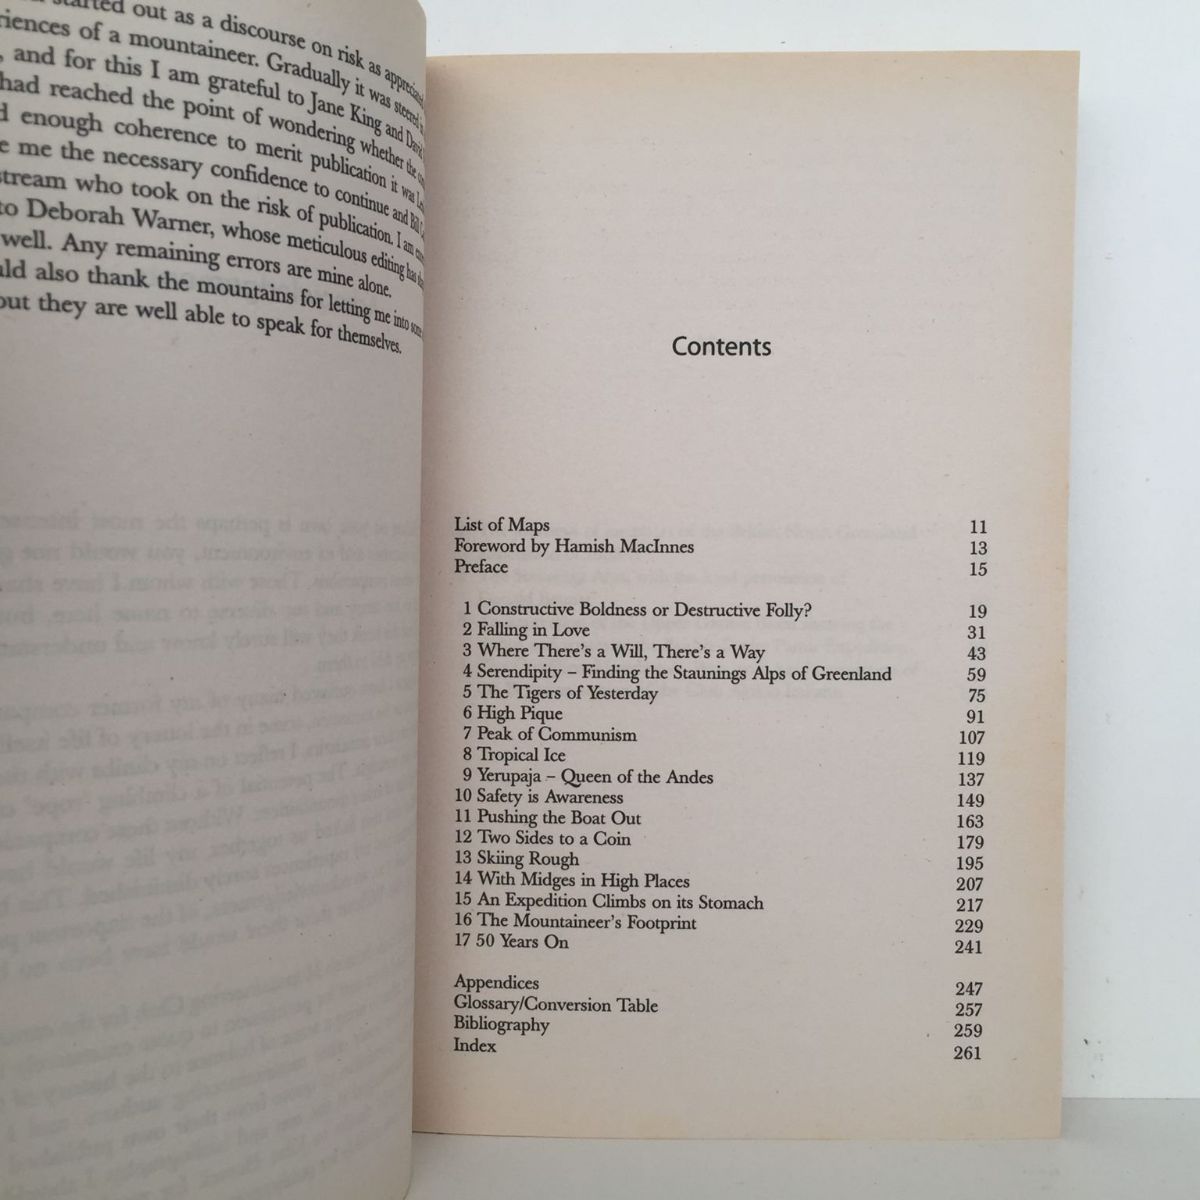 started out as a discourse on risk as appreciated
riences of a mountaineer. Gradually it was steered
, and for this I am grateful to Jane King and David
had reached the point of wondering whether the
d enough coherence to merit publication it was
e me the necessary confidence to continue and Bill
stream who took on the risk of publication. I am
to Deborah Warner, whose meticulous editing has
well. Any remaining errors are mine alone.
uld also thank the mountains for letting me into some
but they are well able to speak for themselves.
Contents
List of Maps 11
Foreword by Hamish MacInnes 13
Preface 15
1 Constructive Boldness or Destructive Folly? 19
2 Falling in Love 31
3 Where There's a Will, There's a Way 43
4 Serendipity – Finding the Staunings Alps of Greenland 59
5 The Tigers of Yesterday 75
6 High Pique 91
7 Peak of Communism 107
8 Tropical Ice 119
9 Yerupaja – Queen of the Andes 137
10 Safety is Awareness 149
11 Pushing the Boat Out 163
12 Two Sides to a Coin 179
13 Skiing Rough 195
14 With Midges in High Places 207
15 An Expedition Climbs on its Stomach 217
16 The Mountaineer's Footprint 229
17 50 Years On 241
Appendices 247
Glossary/Conversion Table 257
Bibliography 259
Index 261